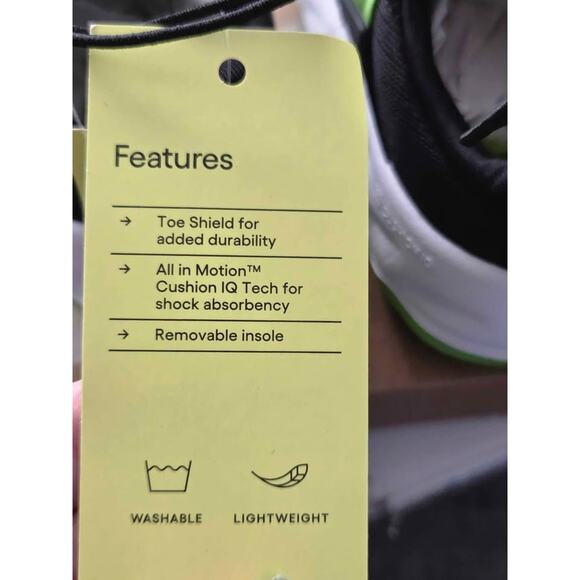 Features
→ Toe Shield for
added durability
→ All in Motion™
Cushion IQ Tech for
shock absorbency
→ Removable insole
WASHABLE
LIGHTWEIGHT